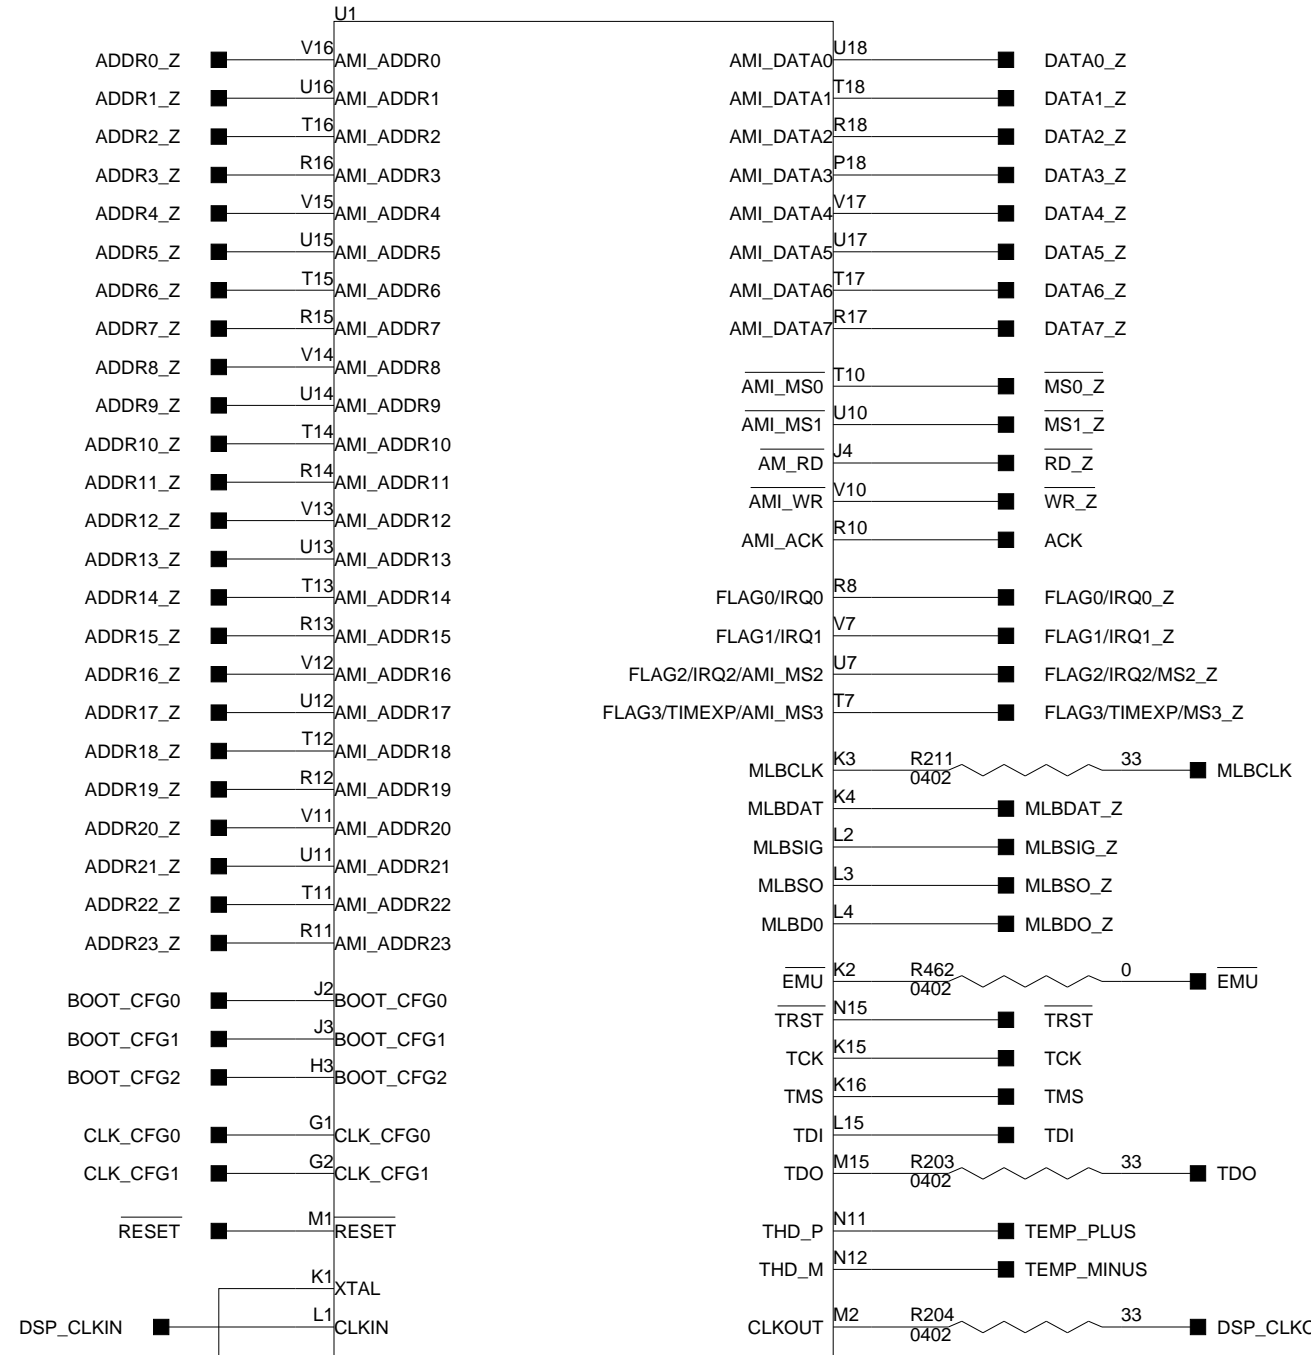 U1
ADDR0_Z V16 AMI_ADDR0 AMI_DATA0 U18 DATA0_Z
ADDR1_Z U16 AMI_ADDR1 AMI_DATA1 T18 DATA1_Z
ADDR2_Z T16 AMI_ADDR2 AMI_DATA2 R18 DATA2_Z
ADDR3_Z R16 AMI_ADDR3 AMI_DATA3 P18 DATA3_Z
ADDR4_Z V15 AMI_ADDR4 AMI_DATA4 V17 DATA4_Z
ADDR5_Z U15 AMI_ADDR5 AMI_DATA5 U17 DATA5_Z
ADDR6_Z T15 AMI_ADDR6 AMI_DATA6 T17 DATA6_Z
ADDR7_Z R15 AMI_ADDR7 AMI_DATA7 R17 DATA7_Z
ADDR8_Z V14 AMI_ADDR8
AMI_MS0 T10 MS0_Z
ADDR9_Z U14 AMI_ADDR9
AMI_MS1 U10 MS1_Z
ADDR10_Z T14 AMI_ADDR10
AM_RD J4 RD_Z
ADDR11_Z R14 AMI_ADDR11
AMI_WR V10 WR_Z
ADDR12_Z V13 AMI_ADDR12
AMI_ACK R10 ACK
ADDR13_Z U13 AMI_ADDR13
ADDR14_Z T13 AMI_ADDR14 FLAG0/IRQ0 R8 FLAG0/IRQ0_Z
ADDR15_Z R13 AMI_ADDR15 FLAG1/IRQ1 V7 FLAG1/IRQ1_Z
ADDR16_Z V12 AMI_ADDR16 FLAG2/IRQ2/AMI_MS2 U7 FLAG2/IRQ2/MS2_Z
ADDR17_Z U12 AMI_ADDR17 FLAG3/TIMEXP/AMI_MS3 T7 FLAG3/TIMEXP/MS3_Z
ADDR18_Z T12 AMI_ADDR18
MLBCLK K3 R211 33 MLBCLK
0402
ADDR19_Z R12 AMI_ADDR19
MLBDAT K4 MLBDAT_Z
ADDR20_Z V11 AMI_ADDR20
MLBSIG L2 MLBSIG_Z
ADDR21_Z U11 AMI_ADDR21
MLBSO L3 MLBSO_Z
ADDR22_Z T11 AMI_ADDR22
MLBD0 L4 MLBDO_Z
ADDR23_Z R11 AMI_ADDR23
EMU K2 R462 0 EMU
0402
BOOT_CFG0 J2 BOOT_CFG0
TRST N15 TRST
BOOT_CFG1 J3 BOOT_CFG1
TCK K15 TCK
BOOT_CFG2 H3 BOOT_CFG2
TMS K16 TMS
CLK_CFG0 G1 CLK_CFG0 TDI L15 TDI
CLK_CFG1 G2 CLK_CFG1 TDO M15 R203 33 TDO
0402
RESET M1 RESET THD_P N11 TEMP_PLUS
THD_M N12 TEMP_MINUS
K1 XTAL
DSP_CLKIN L1 CLKIN CLKOUT M2 R204 33
0402